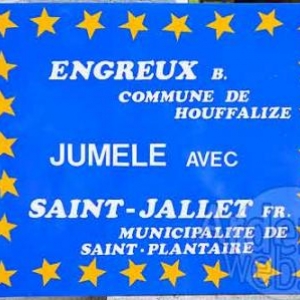 ENGREUX B.
COMMUNE DE
HOUFFALIZE
JUMELE AVEC
SAINT-JALLET FR.
MUNICIPALITE DE
SAINT-PLANTAIRE